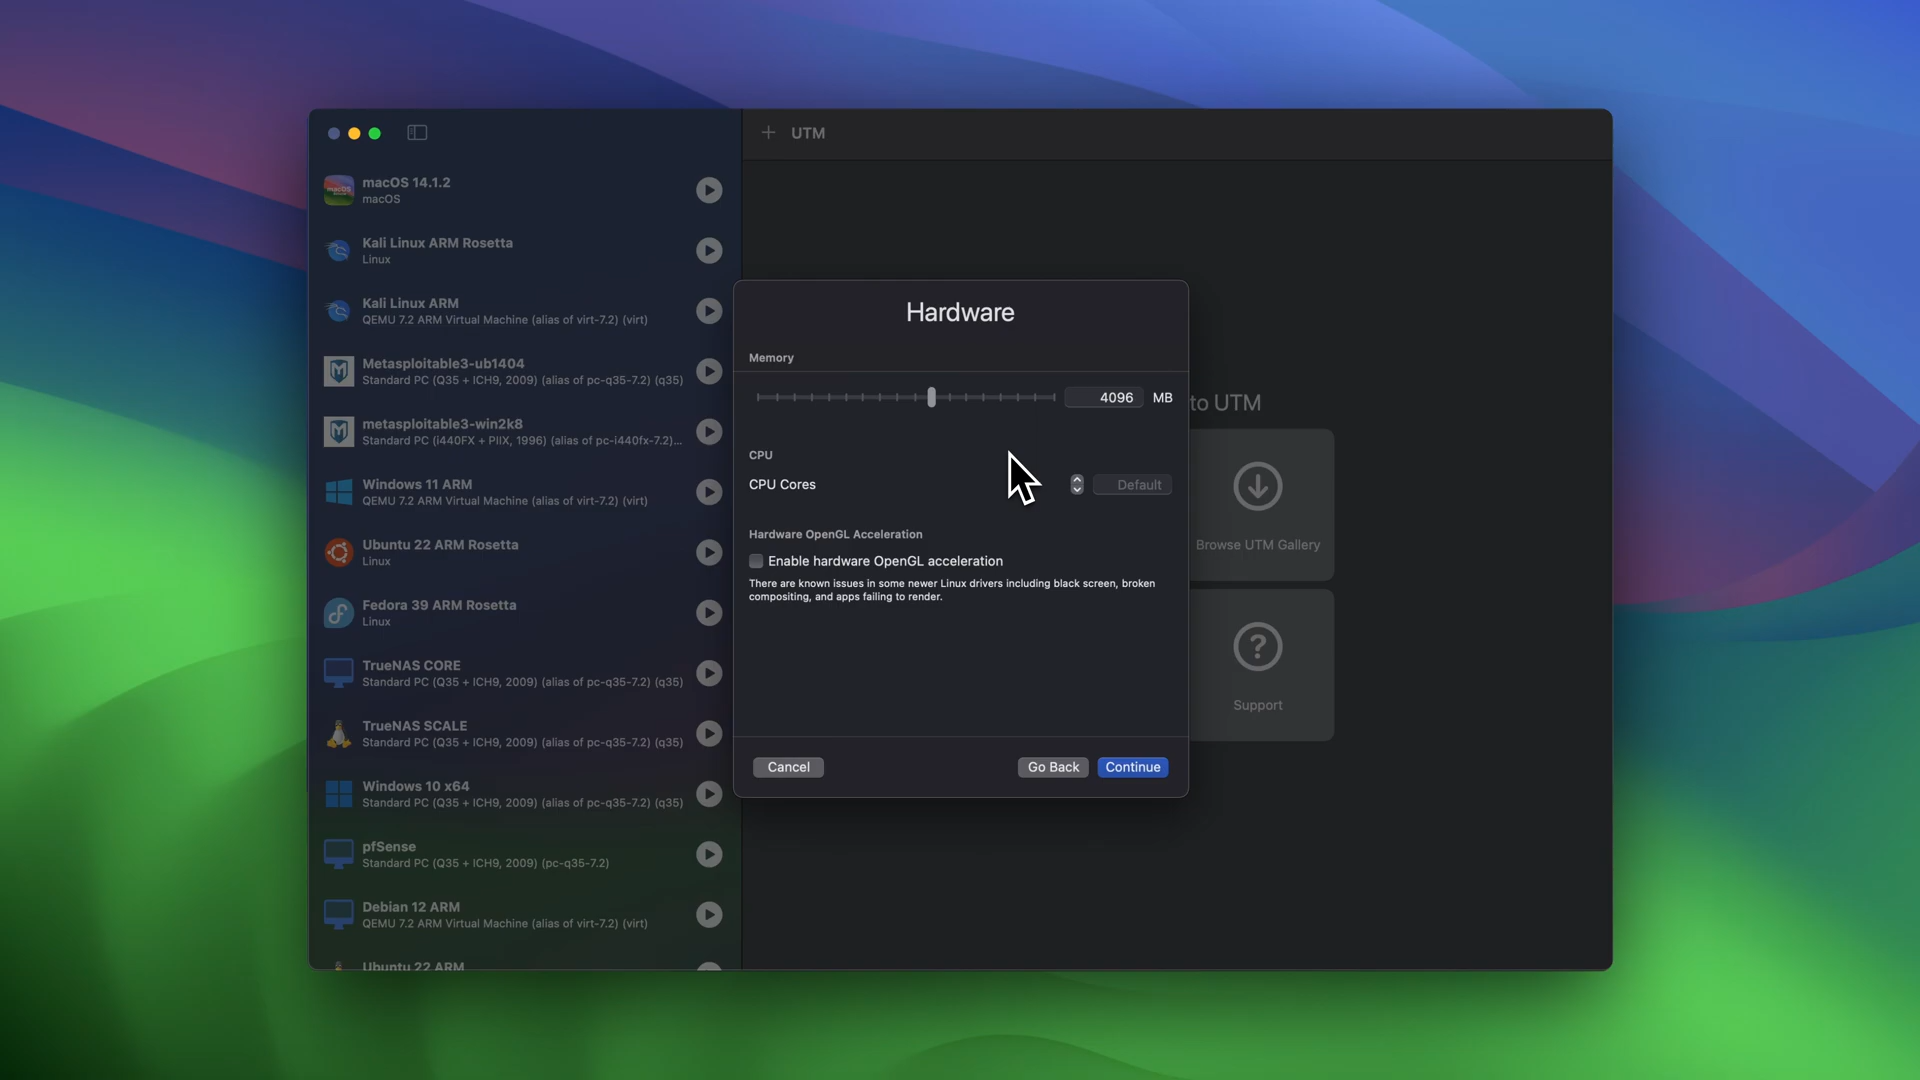 UTM
macOS 14.1.2
macOS
Kali Linux ARM Rosetta
Linux
Kali Linux ARM
QEMU 7.2 ARM Virtual Machine (alias of virt-7.2) (virt)
Metasploitable3-ub1404
Standard PC (Q35 + ICH9, 2009) (alias of pc-q35-7.2) (q35)
metasploitable3-win2k8
Standard PC (i440FX + PIIX, 1996) (alias of pc-i440fx-7.2)...
Windows 11 ARM
QEMU 7.2 ARM Virtual Machine (alias of virt-7.2) (virt)
Ubuntu 22 ARM Rosetta
Linux
Fedora 39 ARM Rosetta
Linux
TrueNAS CORE
Standard PC (Q35 + ICH9, 2009) (alias of pc-q35-7.2) (q35)
TrueNAS SCALE
Standard PC (Q35 + ICH9, 2009) (alias of pc-q35-7.2) (q35)
Windows 10 x64
Standard PC (Q35 + ICH9, 2009) (alias of pc-q35-7.2) (q35)
pfSense
Standard PC (Q35 + ICH9, 2009) (pc-q35-7.2)
Debian 12 ARM
QEMU 7.2 ARM Virtual Machine (alias of virt-7.2) (virt)
Ubuntu 22 ARM
Hardware
Memory
4096 MB
CPU
CPU Cores
Default
Hardware OpenGL Acceleration
Enable hardware OpenGL acceleration
There are known issues in some newer Linux drivers including black screen, broken
compositing, and apps failing to render.
Cancel
Go Back
Continue
to UTM
Browse UTM Gallery
Support